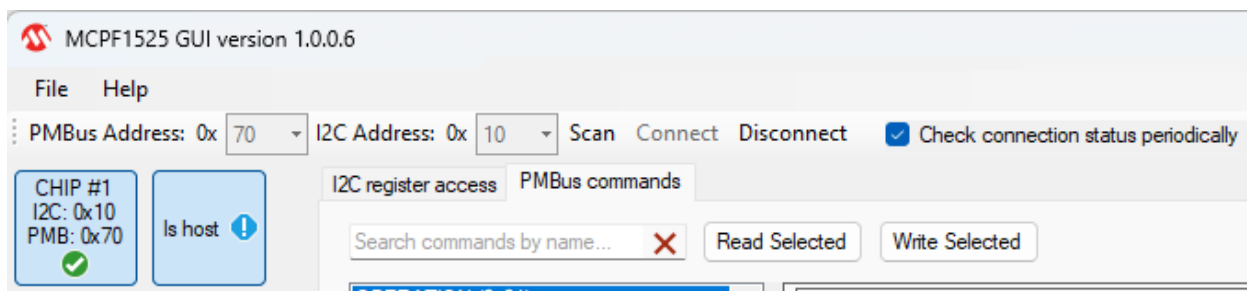 MCPF1525 GUI version 1.0.0.6
File Help
PMBus Address: 0x 70 I2C Address: 0x 10 Scan Connect Disconnect Check connection status periodically
CHIP #1
I2C: 0x10
PMB: 0x70
Is host
I2C register access PMBus commands
Search commands by name... Read Selected Write Selected